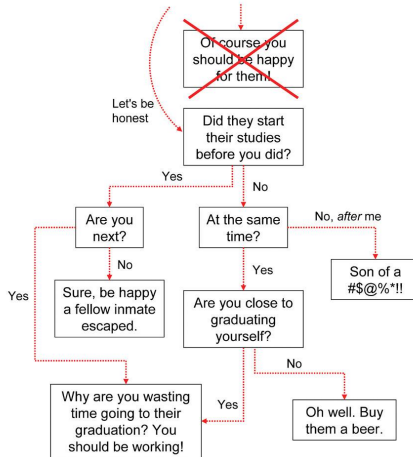 Of course you
should be happy
for them!
Let's be
honest
Did they start
their studies
before you did?
Yes
No
Are you
next?
At the same
time?
No, after me
No
Yes
Son of a
#$@%*!!
Sure, be happy
a fellow inmate
escaped.
Yes
Are you close to
graduating
yourself?
No
Yes
Why are you wasting
time going to their
graduation? You
should be working!
Oh well. Buy
them a beer.